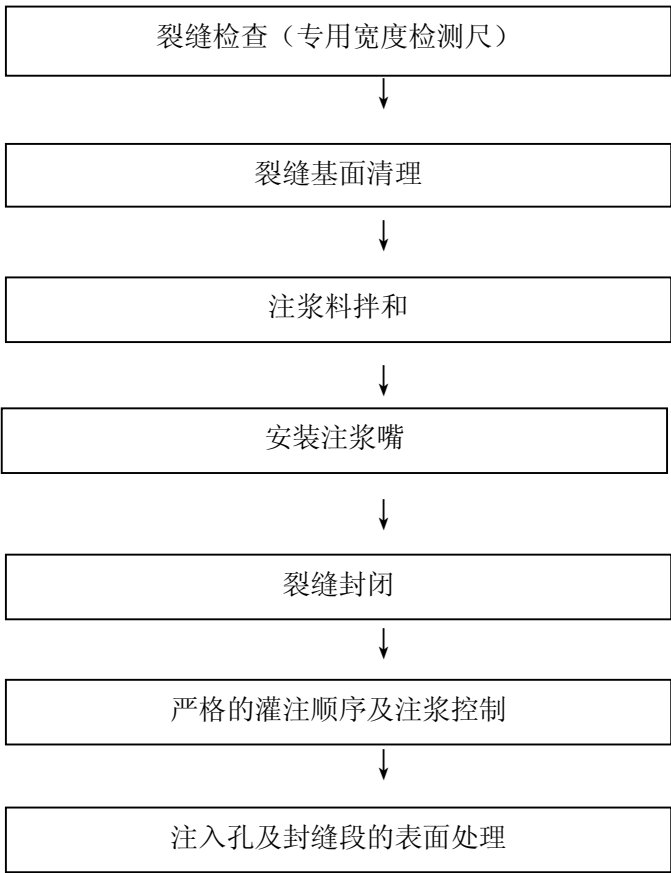 裂缝检查（专用宽度检测尺）
裂缝基面清理
注浆料拌和
安装注浆嘴
裂缝封闭
严格的灌注顺序及注浆控制
注入孔及封缝段的表面处理